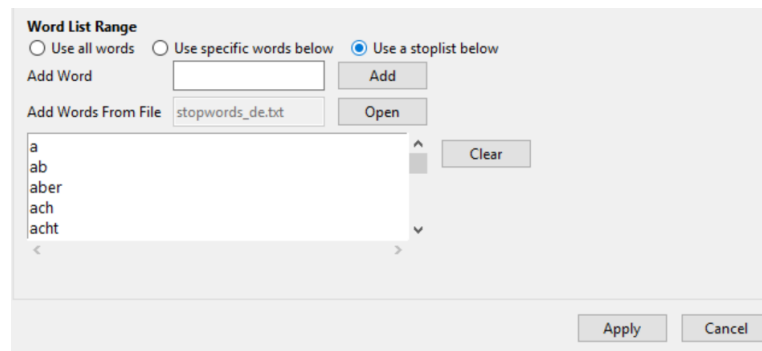 Word List Range
Use all words Use specific words below Use a stoplist below
Add Word Add
Add Words From File stopwords_de.txt Open
a
ab
aber
ach
acht
Clear
Apply Cancel